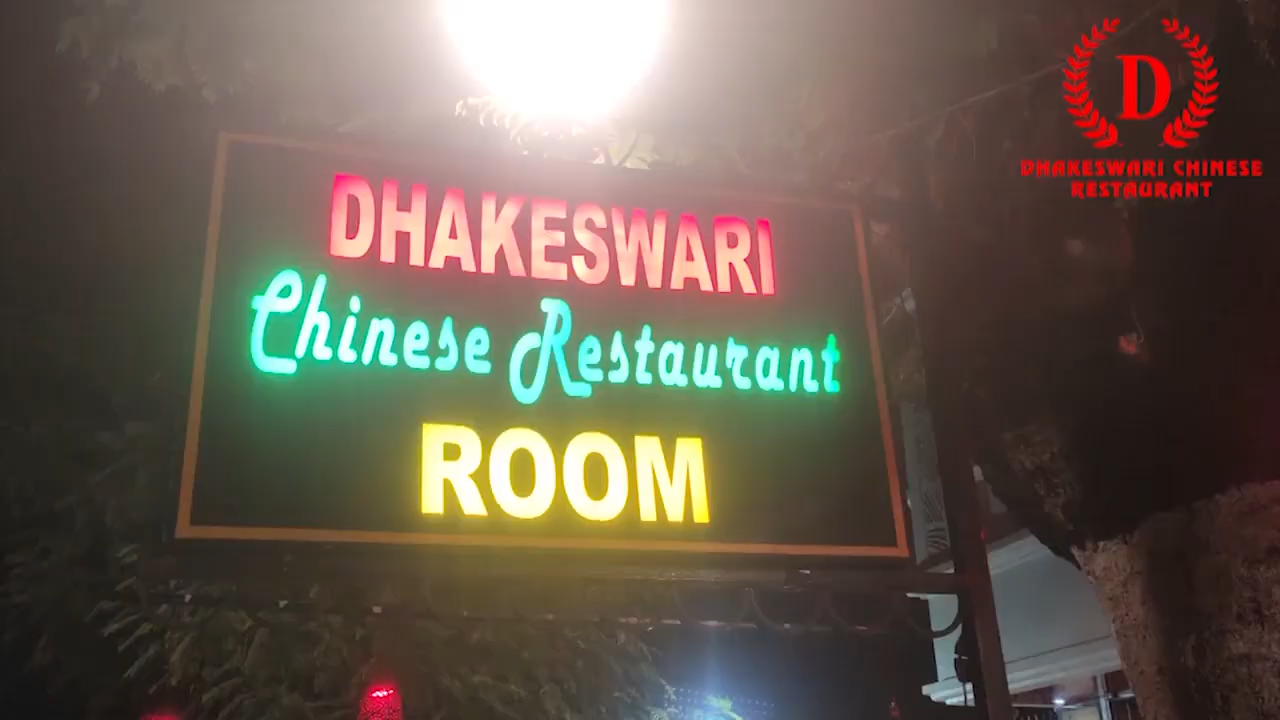 DHAKESWARI
Chinese Restaurant
ROOM
D
DHAKESWARI CHINESE
RESTAURANT